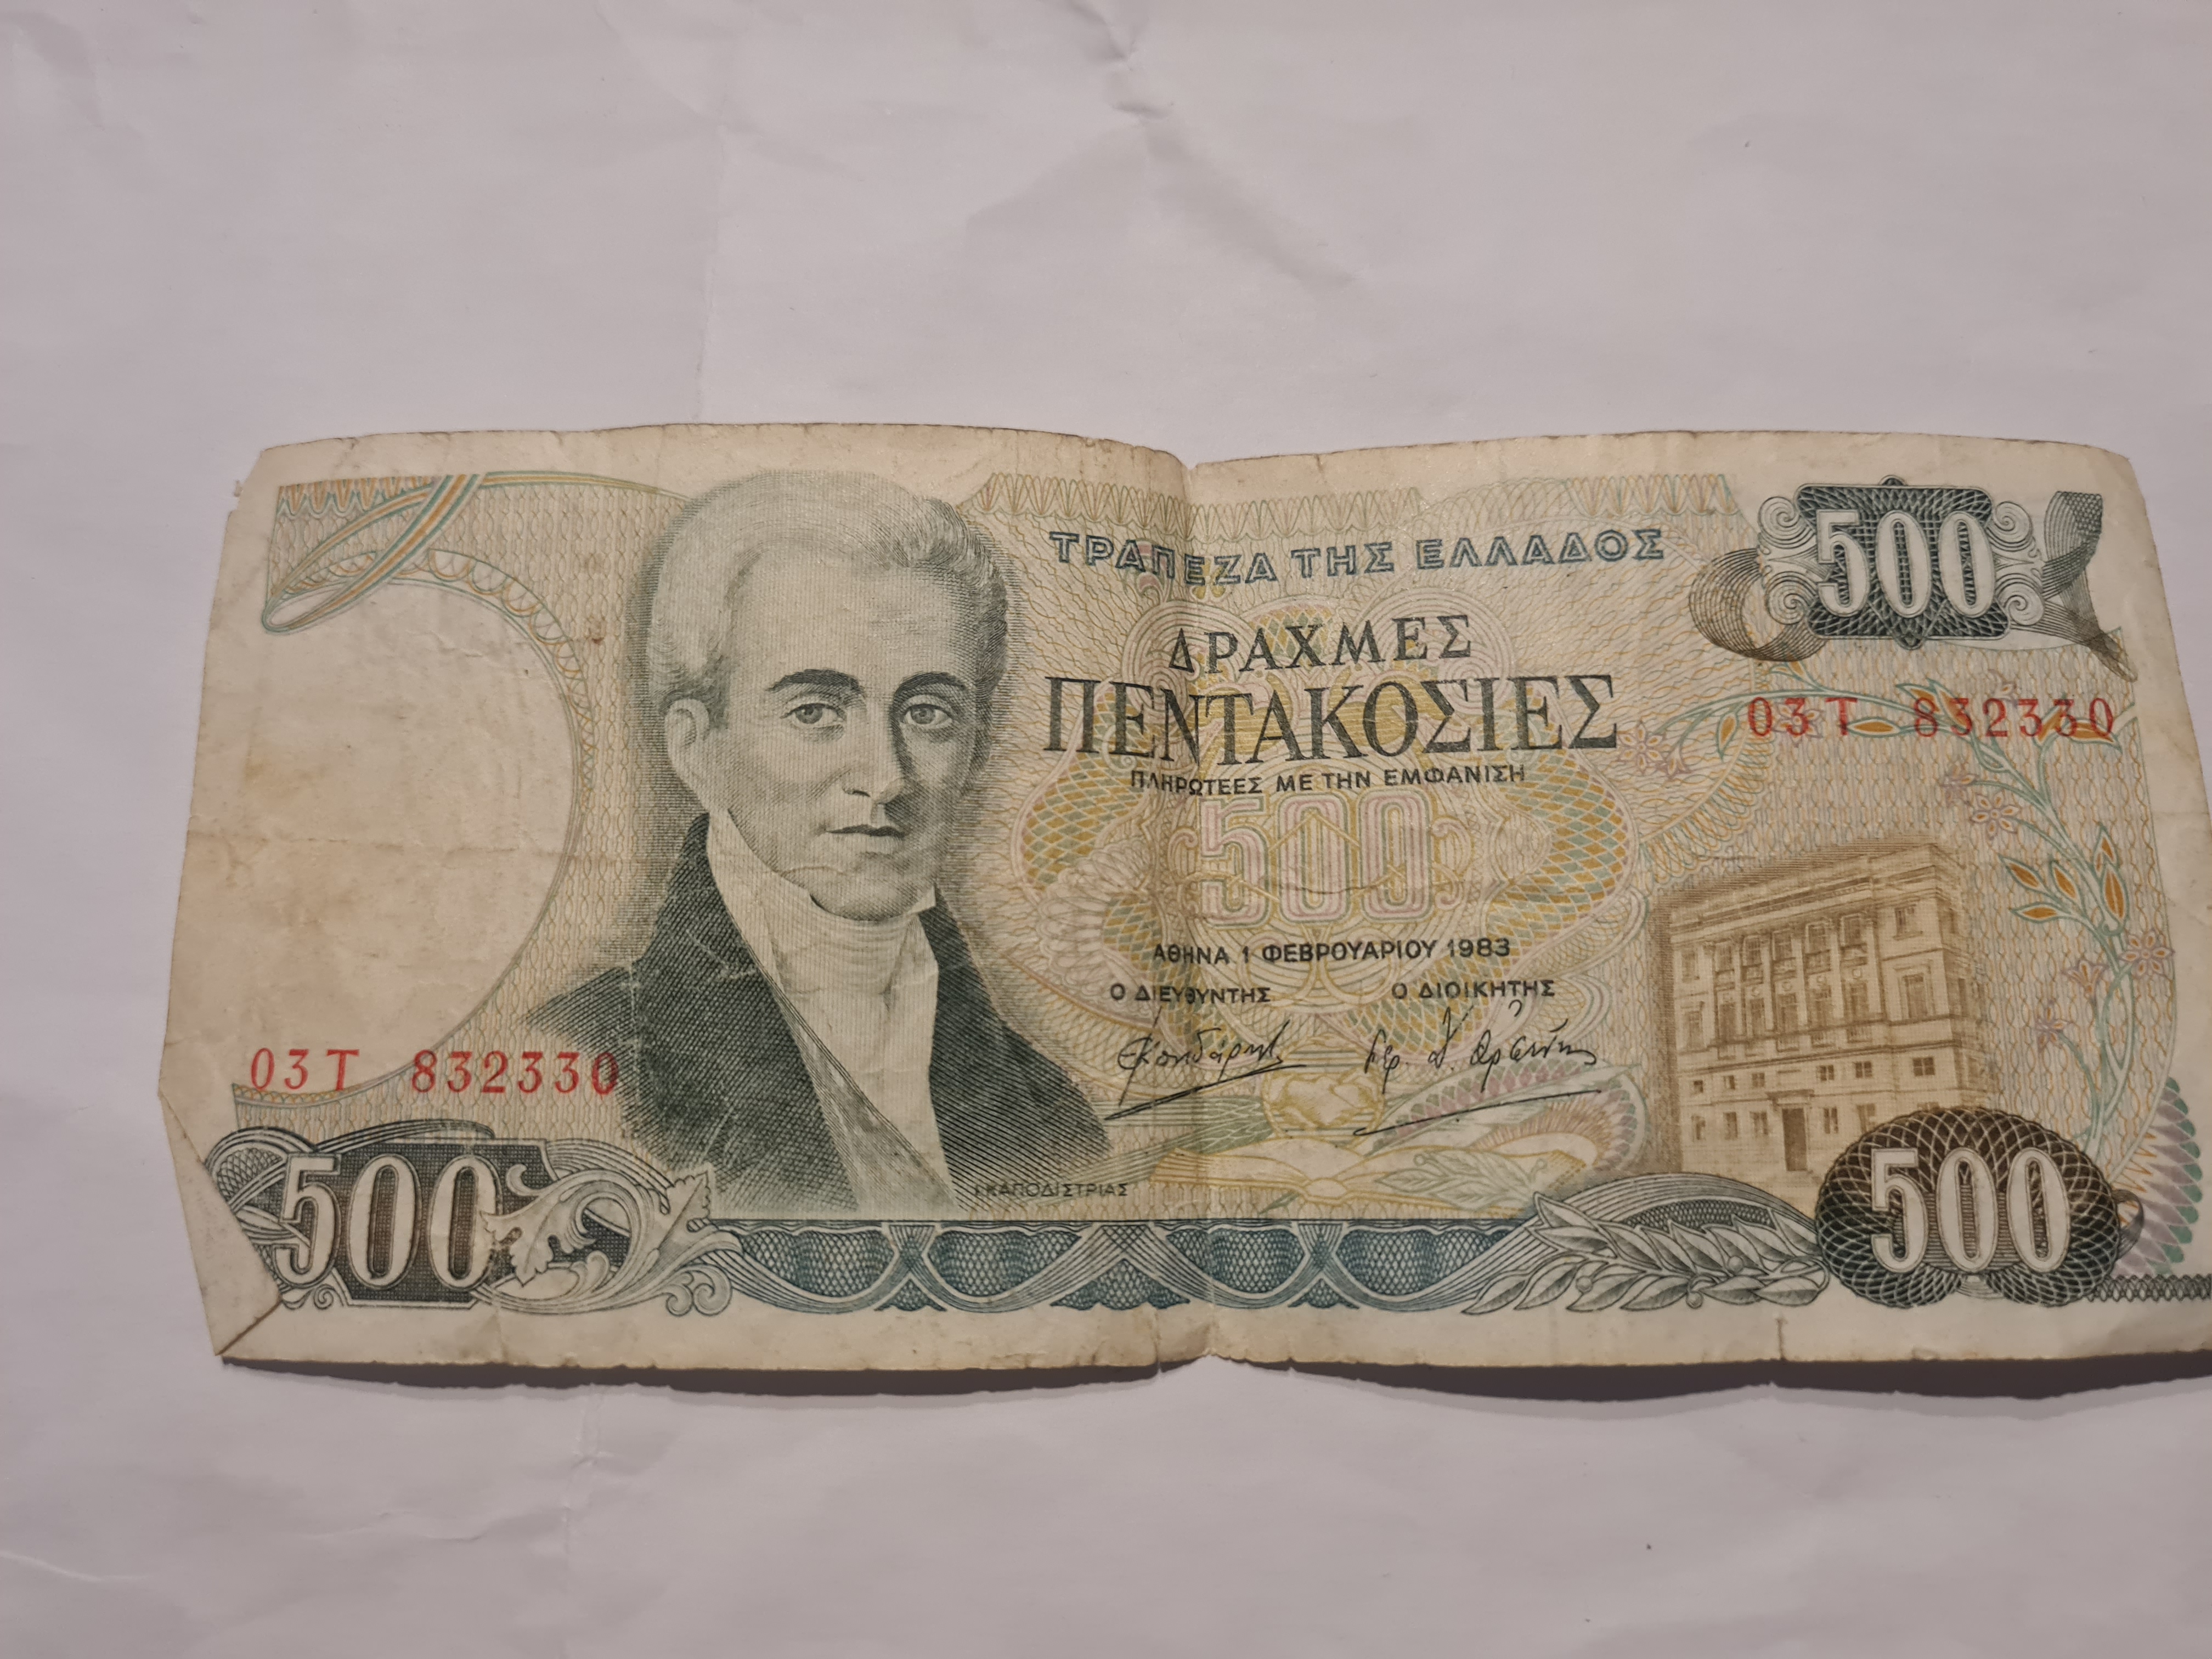 ΤΡΑΠΕΖΑ ΤΗΣ ΕΛΛΑΔΟΣ
500
ΔΡΑΧΜΕΣ
ΠΕΝΤΑΚΟΣΙΕΣ
03Τ 832330
ΠΛΗΡΩΤΕΕΣ ΜΕ ΤΗΝ ΕΜΦΑΝΙΣΗ
500
ΑΘΗΝΑ 1 ΦΕΒΡΟΥΑΡΙΟΥ 1983
Ο ΔΙΕΥΘΥΝΤΗΣ Ο ΔΙΟΙΚΗΤΗΣ
03Τ 832330
Ι. ΚΑΠΟΔΙΣΤΡΙΑΣ
500
500